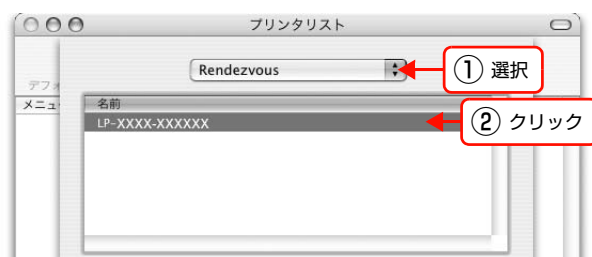 プリンタリスト
Rendezvous
① 選択
デフォ
メニュー
名前
LP-XXXX-XXXXXX
② クリック